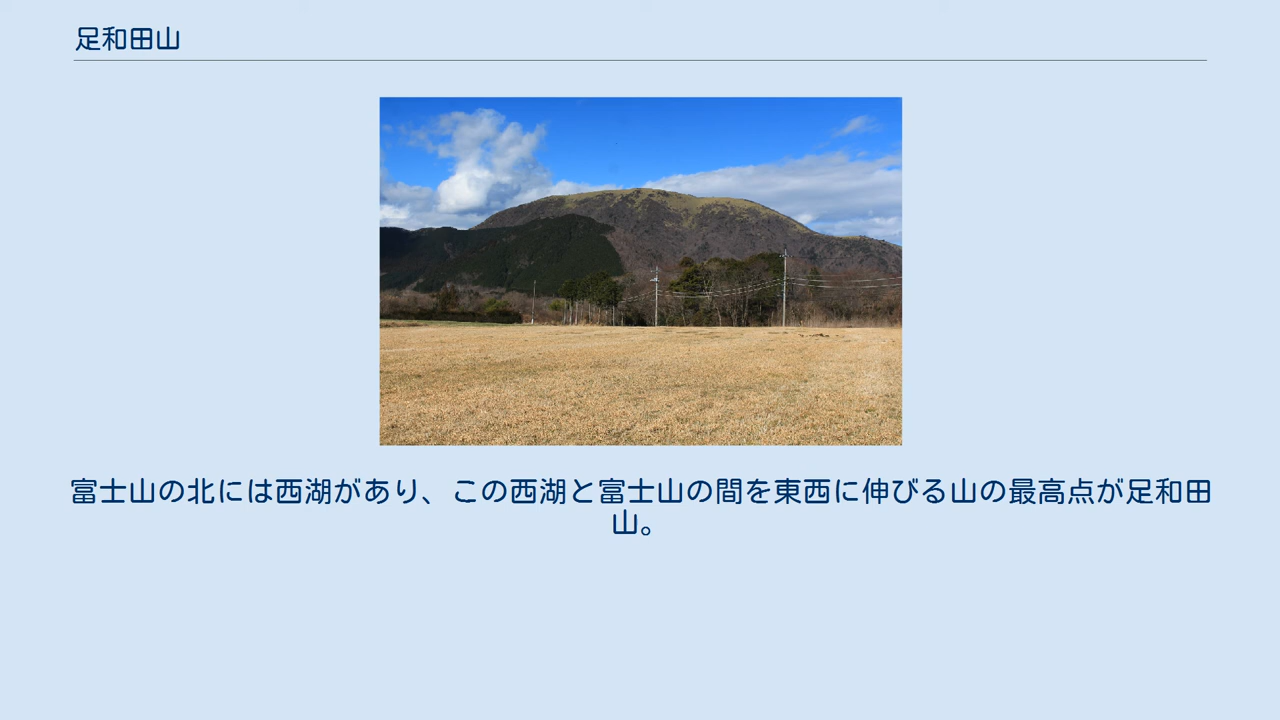 足和田山
富士山の北には西湖があり、この西湖と富士山の間を東西に伸びる山の最高点が足和田
山。